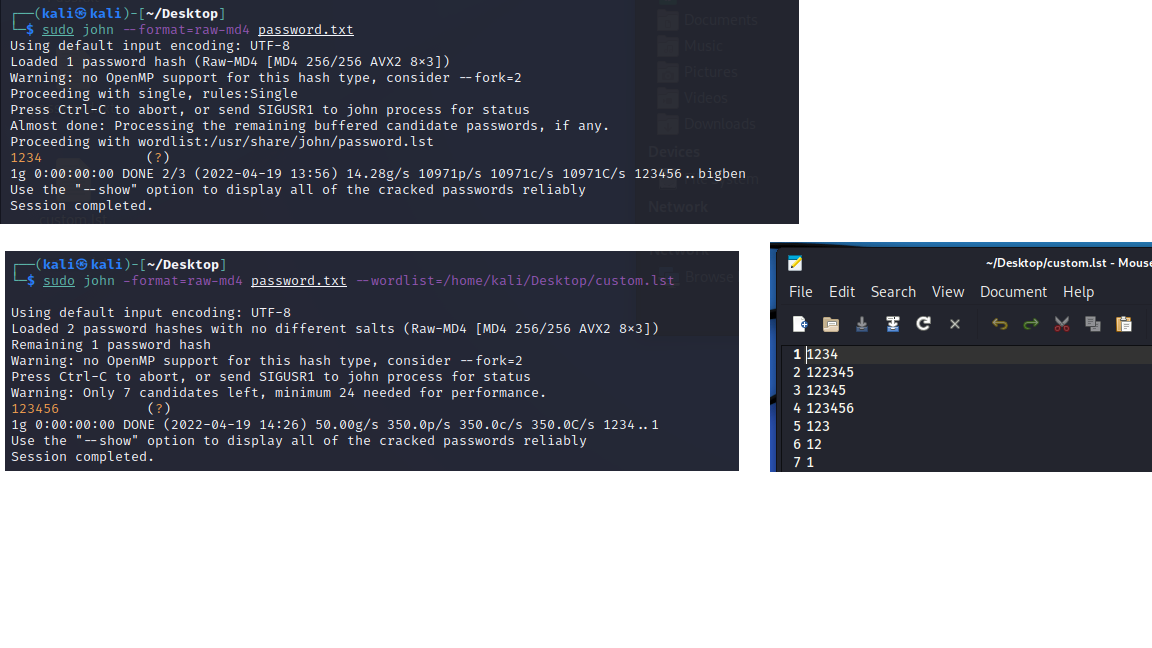 ┌──(kali㉿kali)-[~/Desktop]
└─$ sudo john --format=raw-md4 password.txt
Using default input encoding: UTF-8
Loaded 1 password hash (Raw-MD4 [MD4 256/256 AVX2 8×3])
Warning: no OpenMP support for this hash type, consider --fork=2
Proceeding with single, rules:Single
Press Ctrl-C to abort, or send SIGUSR1 to john process for status
Almost done: Processing the remaining buffered candidate passwords, if any.
Proceeding with wordlist:/usr/share/john/password.lst
1234             (?)
1g 0:00:00:00 DONE 2/3 (2022-04-19 13:56) 14.28g/s 10971p/s 10971c/s 10971C/s 123456..bigben
Use the "--show" option to display all of the cracked passwords reliably
Session completed.
Documents
Music
Pictures
Videos
Downloads
Devices
Network
┌──(kali㉿kali)-[~/Desktop]
└─$ sudo john -format=raw-md4 password.txt --wordlist=/home/kali/Desktop/custom.lst
Using default input encoding: UTF-8
Loaded 2 password hashes with no different salts (Raw-MD4 [MD4 256/256 AVX2 8×3])
Remaining 1 password hash
Warning: no OpenMP support for this hash type, consider --fork=2
Press Ctrl-C to abort, or send SIGUSR1 to john process for status
Warning: Only 7 candidates left, minimum 24 needed for performance.
123456           (?)
1g 0:00:00:00 DONE (2022-04-19 14:26) 50.00g/s 350.0p/s 350.0c/s 350.0C/s 1234..1
Use the "--show" option to display all of the cracked passwords reliably
Session completed.
Network
Browse
~/Desktop/custom.lst - Mouse
File Edit Search View Document Help
1 1234
2 122345
3 12345
4 123456
5 123
6 12
7 1